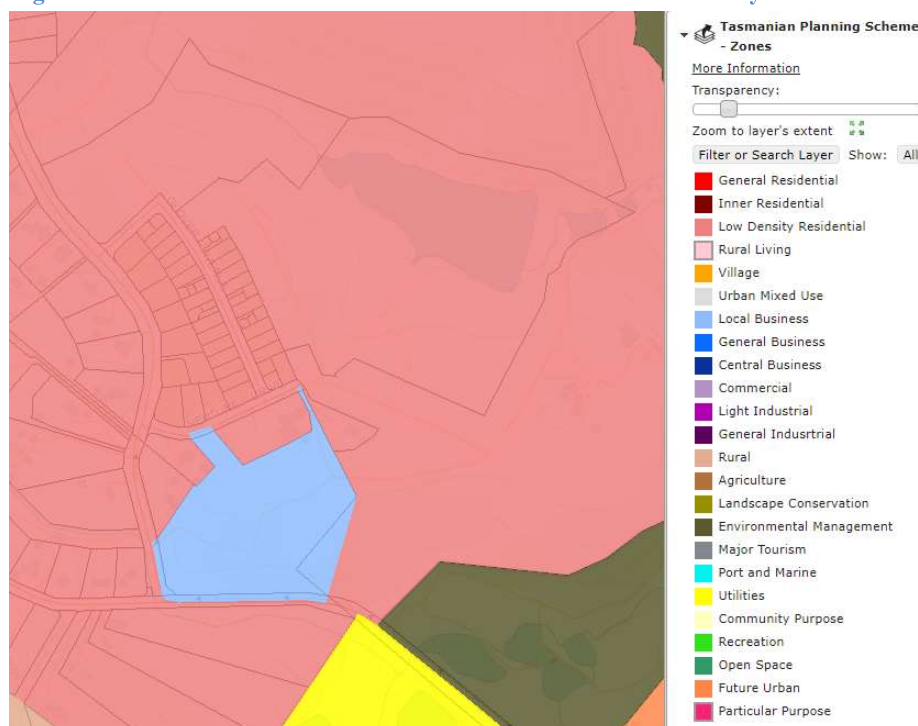 Tasmanian Planning Scheme
- Zones
More Information
Transparency:
Zoom to layer's extent
Filter or Search Layer Show: All
General Residential
Inner Residential
Low Density Residential
Rural Living
Village
Urban Mixed Use
Local Business
General Business
Central Business
Commercial
Light Industrial
General Indusrtrial
Rural
Agriculture
Landscape Conservation
Environmental Management
Major Tourism
Port and Marine
Utilities
Community Purpose
Recreation
Open Space
Future Urban
Particular Purpose